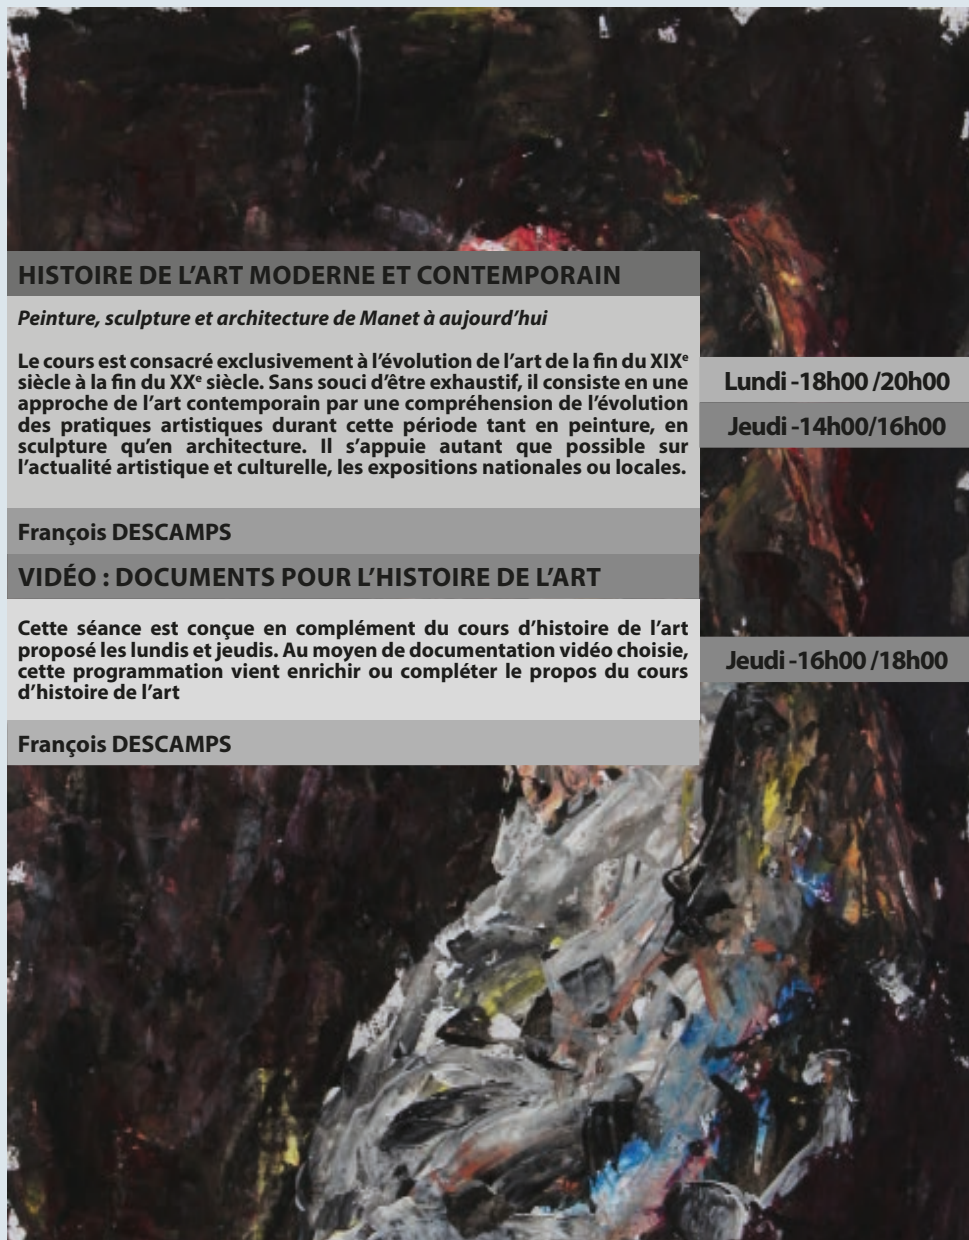 HISTOIRE DE L’ART MODERNE ET CONTEMPORAIN
Peinture, sculpture et architecture de Manet à aujourd’hui
Le cours est consacré exclusivement à l’évolution de l’art de la fin du XIXe
siècle à la fin du XXe siècle. Sans souci d’être exhaustif, il consiste en une
approche de l’art contemporain par une compréhension de l’évolution
des pratiques artistiques durant cette période tant en peinture, en
sculpture qu’en architecture. Il s’appuie autant que possible sur
l’actualité artistique et culturelle, les expositions nationales ou locales.
Lundi -18h00 /20h00
Jeudi -14h00/16h00
François DESCAMPS
VIDÉO : DOCUMENTS POUR L’HISTOIRE DE L’ART
Cette séance est conçue en complément du cours d’histoire de l’art
proposé les lundis et jeudis. Au moyen de documentation vidéo choisie,
cette programmation vient enrichir ou compléter le propos du cours
d’histoire de l’art
Jeudi -16h00 /18h00
François DESCAMPS